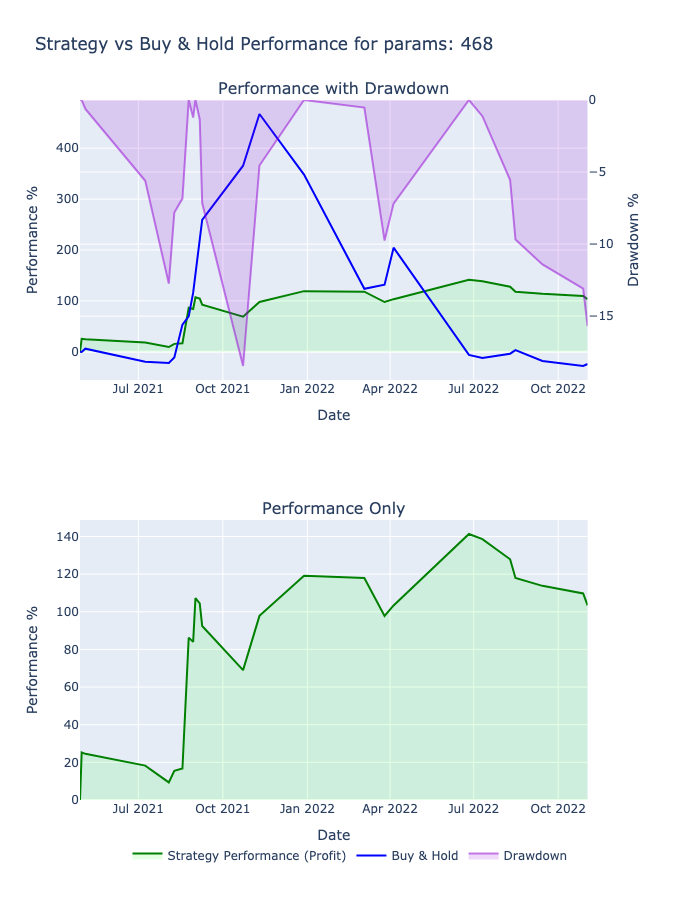 Strategy vs Buy & Hold Performance for params: 468
Performance with Drawdown
400
300
200
100
0
Performance %
0
−5
−10
−15
Drawdown %
Jul 2021 Oct 2021 Jan 2022 Apr 2022 Jul 2022 Oct 2022
Date
Performance Only
140
120
100
80
60
40
20
0
Performance %
Jul 2021 Oct 2021 Jan 2022 Apr 2022 Jul 2022 Oct 2022
Date
Strategy Performance (Profit) Buy & Hold Drawdown